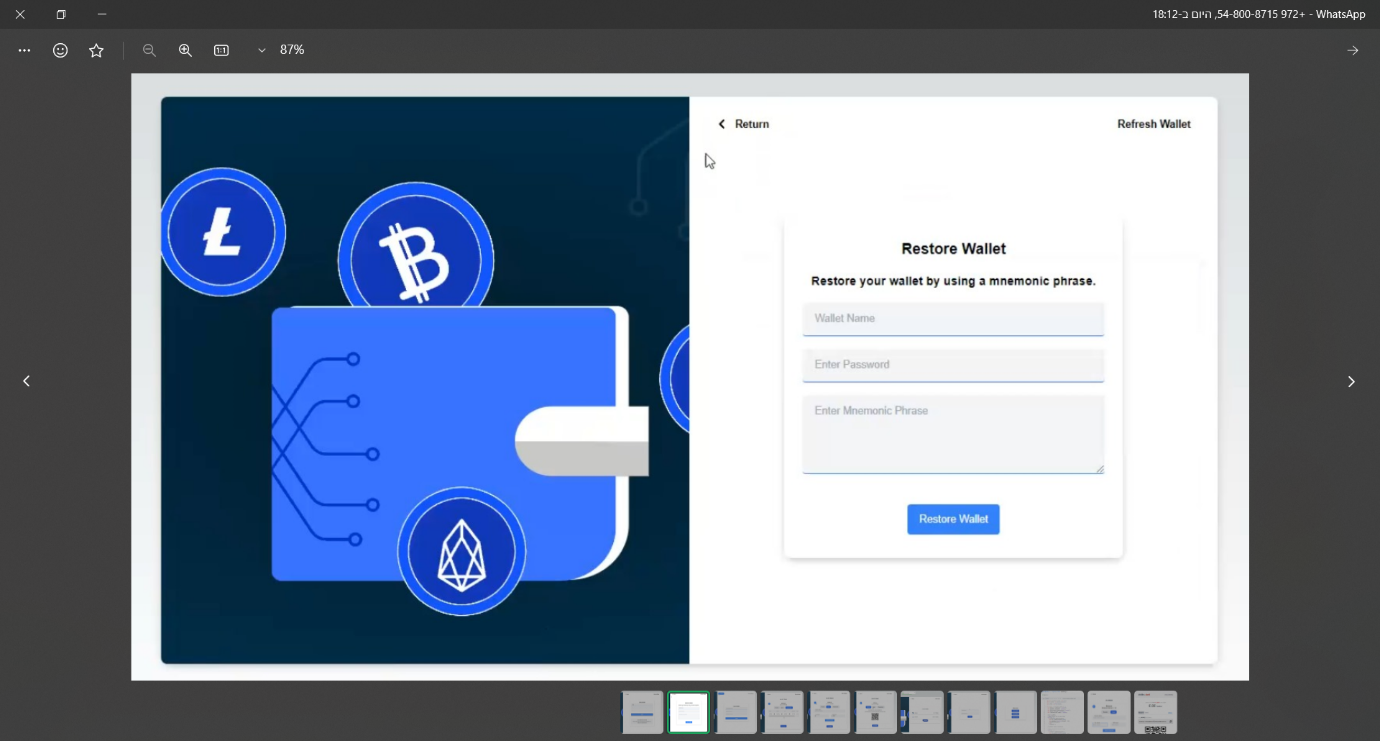 WhatsApp - +972 54-800-8715, היום ב-18:12
87%
Return
Refresh Wallet
Restore Wallet
Restore your wallet by using a mnemonic phrase.
Wallet Name
Enter Password
Enter Mnemonic Phrase
Restore Wallet